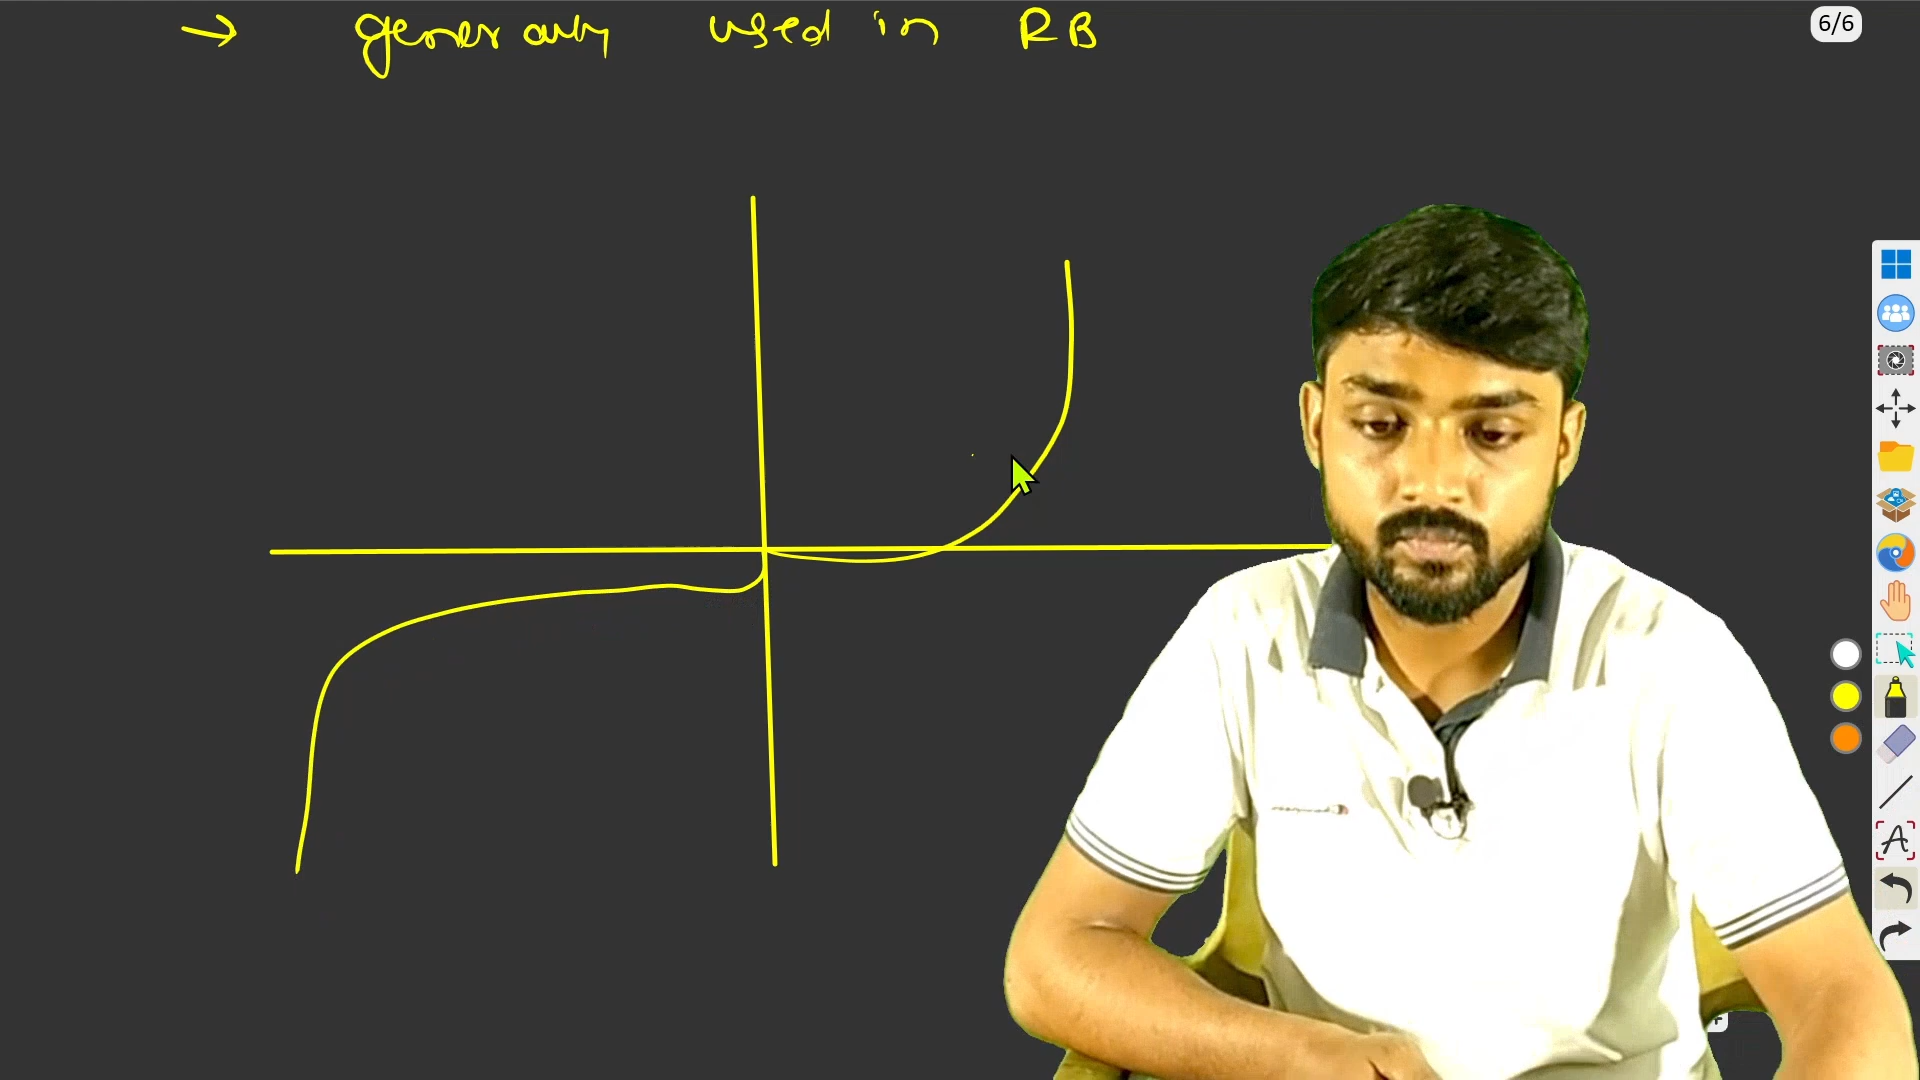 → generally used in RB
6/6